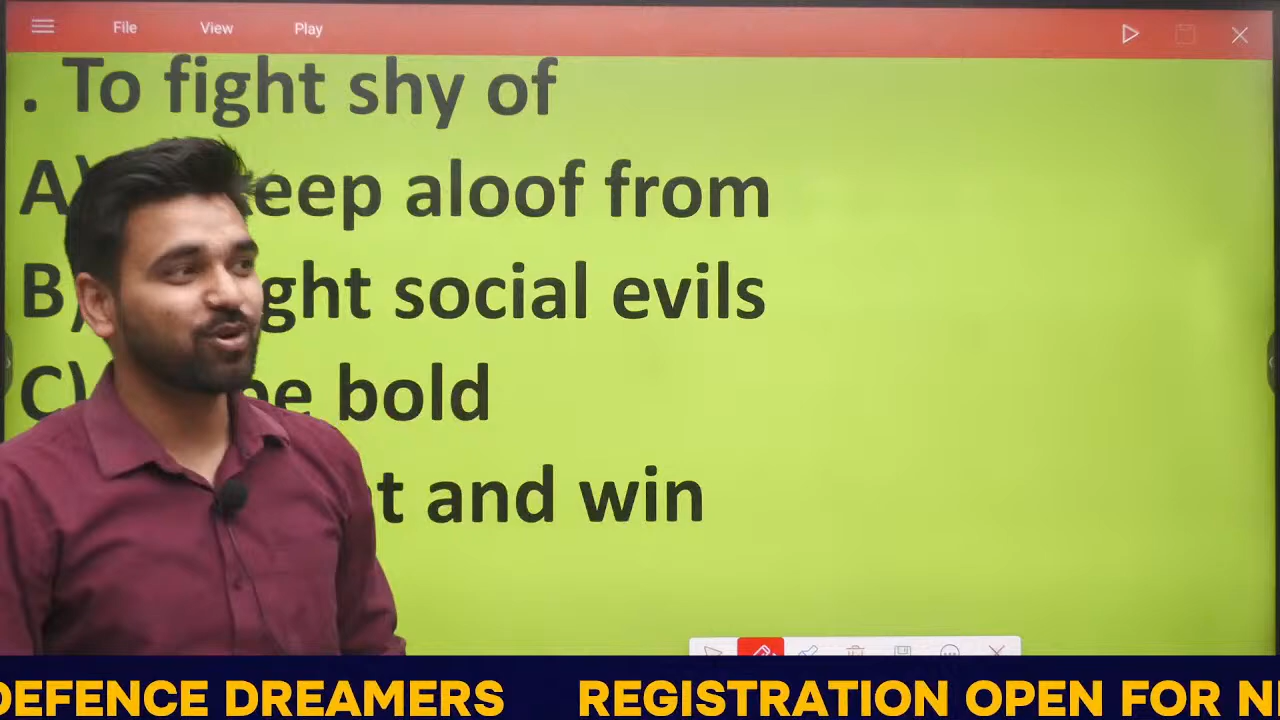 File View Play
. To fight shy of
A) eep aloof from
B) ght social evils
C) be bold
t and win
DEFENCE DREAMERS REGISTRATION OPEN FOR N